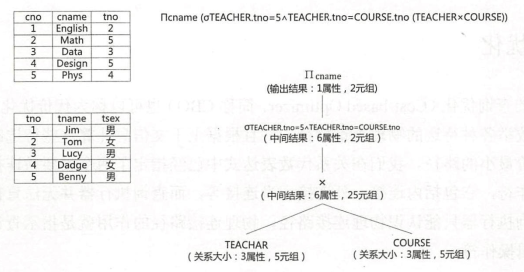 cno cname tno
1 English 2
2 Math 5
3 Data 3
4 Design 5
5 Phys 4
Πcname (σTEACHER.tno=5∧TEACHER.tno=COURSE.tno (TEACHER×COURSE))
tno tname tsex
1 Jim 男
2 Tom 女
3 Lucy 男
4 Dadge 女
5 Benny 男
Π cname
(输出结果：1属性，2元组)
σTEACHER.tno=5∧TEACHER.tno=COURSE.tno
( 中间结果：6属性，2元组 )
×
( 中间结果：6属性，25元组 )
TEACHAR
( 关系大小：3属性，5元组 )
COURSE
( 关系大小：3属性，5元组 )